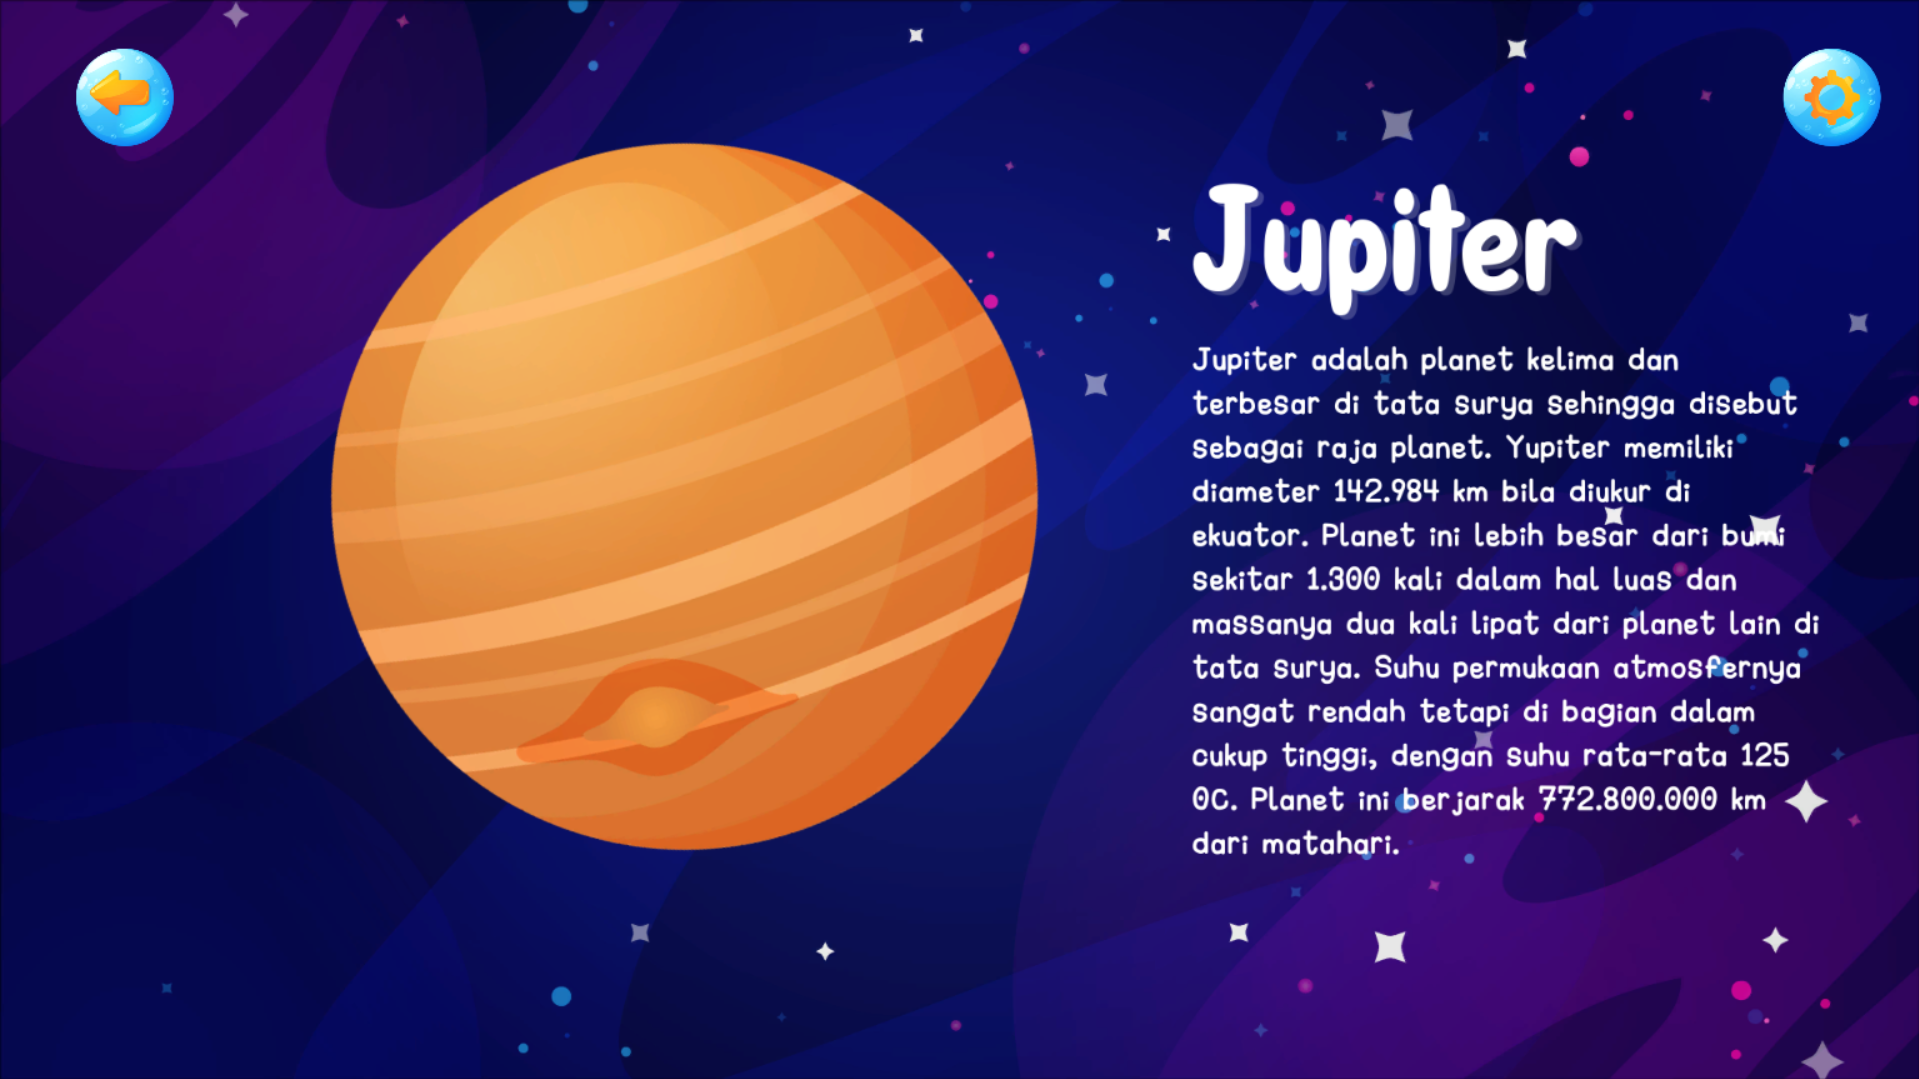 Jupiter
Jupiter adalah planet kelima dan
terbesar di tata surya sehingga disebut
sebagai raja planet. Yupiter memiliki
diameter 142.984 km bila diukur di
ekuator. Planet ini lebih besar dari bumi
sekitar 1.300 kali dalam hal luas dan
massanya dua kali lipat dari planet lain di
tata surya. Suhu permukaan atmosfernya
sangat rendah tetapi di bagian dalam
cukup tinggi, dengan suhu rata-rata 125
0C. Planet ini berjarak 772.800.000 km
dari matahari.